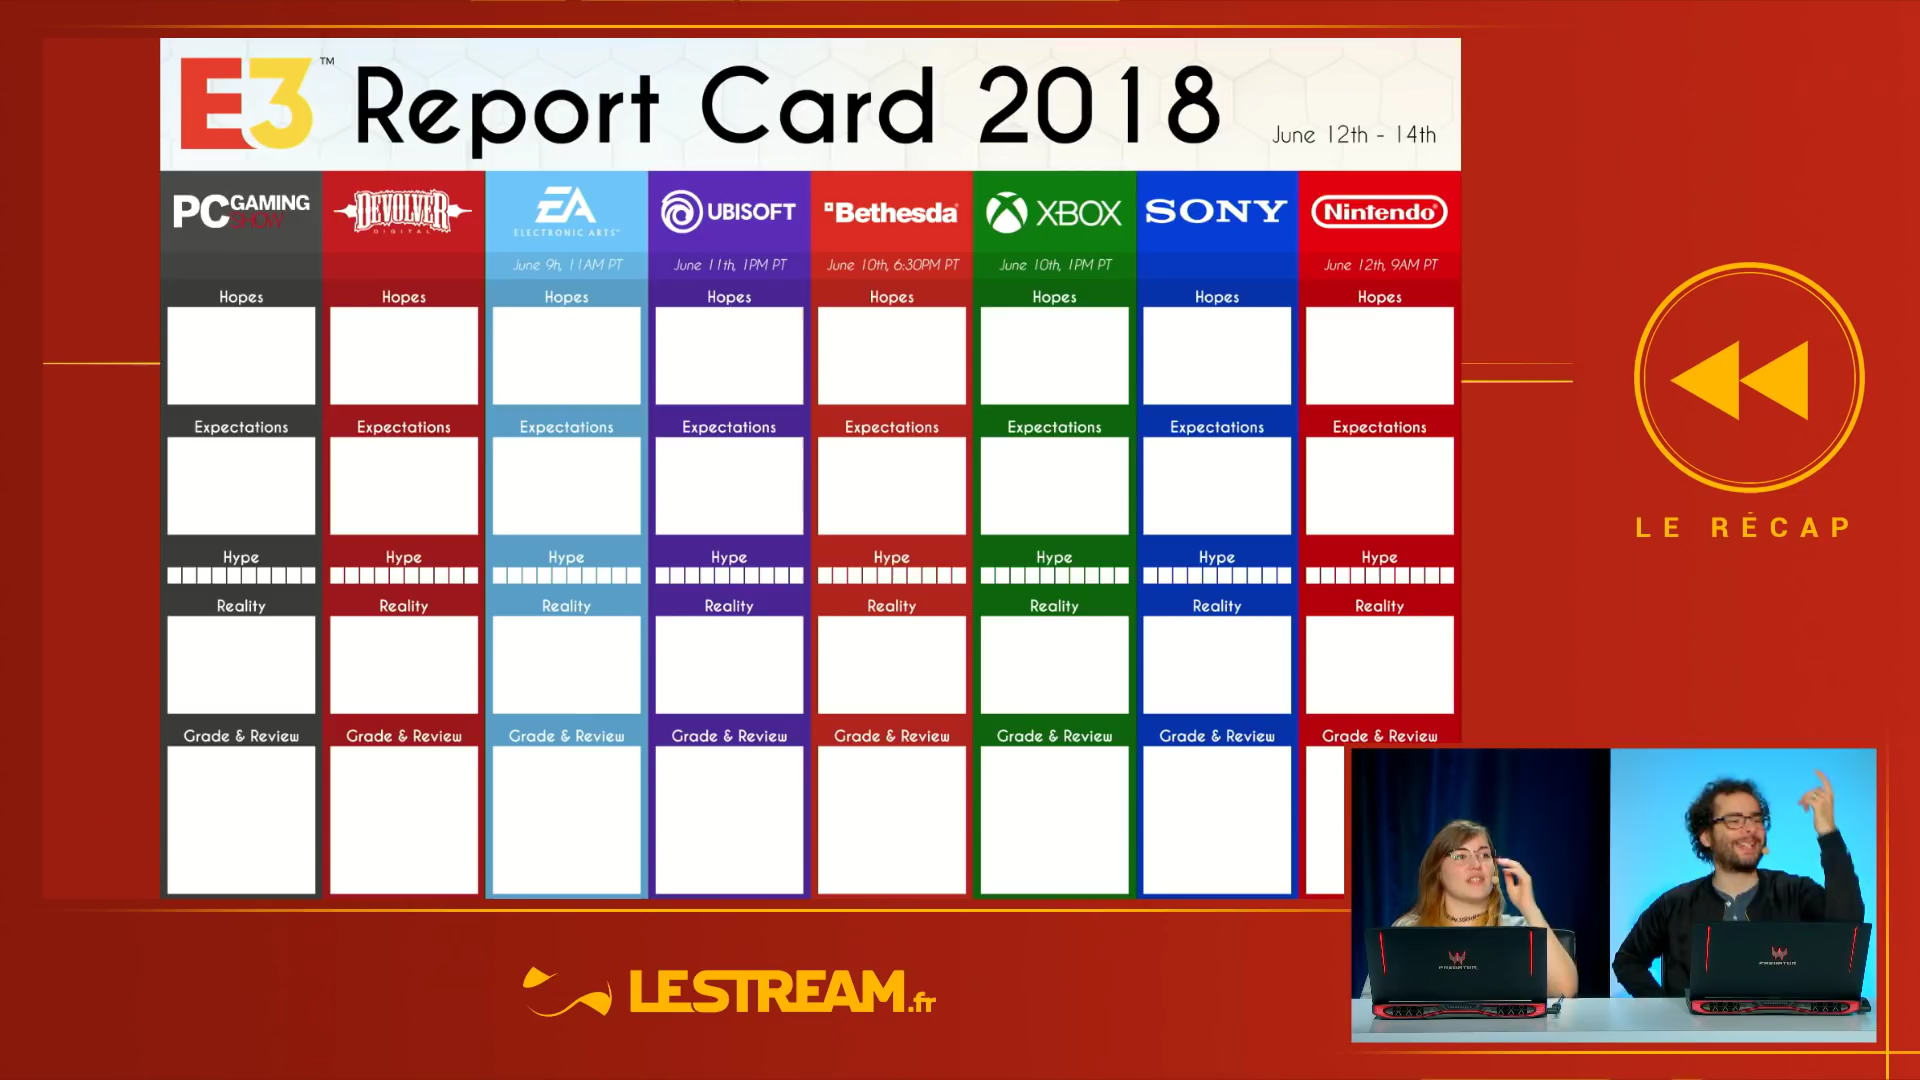 E3™ Report Card 2018 June 12th - 14th
PC GAMING SHOW
DEVOLVER DIGITAL
EA ELECTRONIC ARTS™
UBISOFT
Bethesda
XBOX
SONY
Nintendo
June 9h, 11AM PT June 11th, 1PM PT June 10th, 6:30PM PT June 10th, 1PM PT June 12th, 9AM PT
Hopes Hopes Hopes Hopes Hopes Hopes Hopes Hopes
Expectations Expectations Expectations Expectations Expectations Expectations Expectations Expectations
Hype Hype Hype Hype Hype Hype Hype Hype
Reality Reality Reality Reality Reality Reality Reality Reality
Grade & Review Grade & Review Grade & Review Grade & Review Grade & Review Grade & Review Grade & Review Grade & Review
LE RÉCAP
PREDATOR PREDATOR
LESTREAM.fr